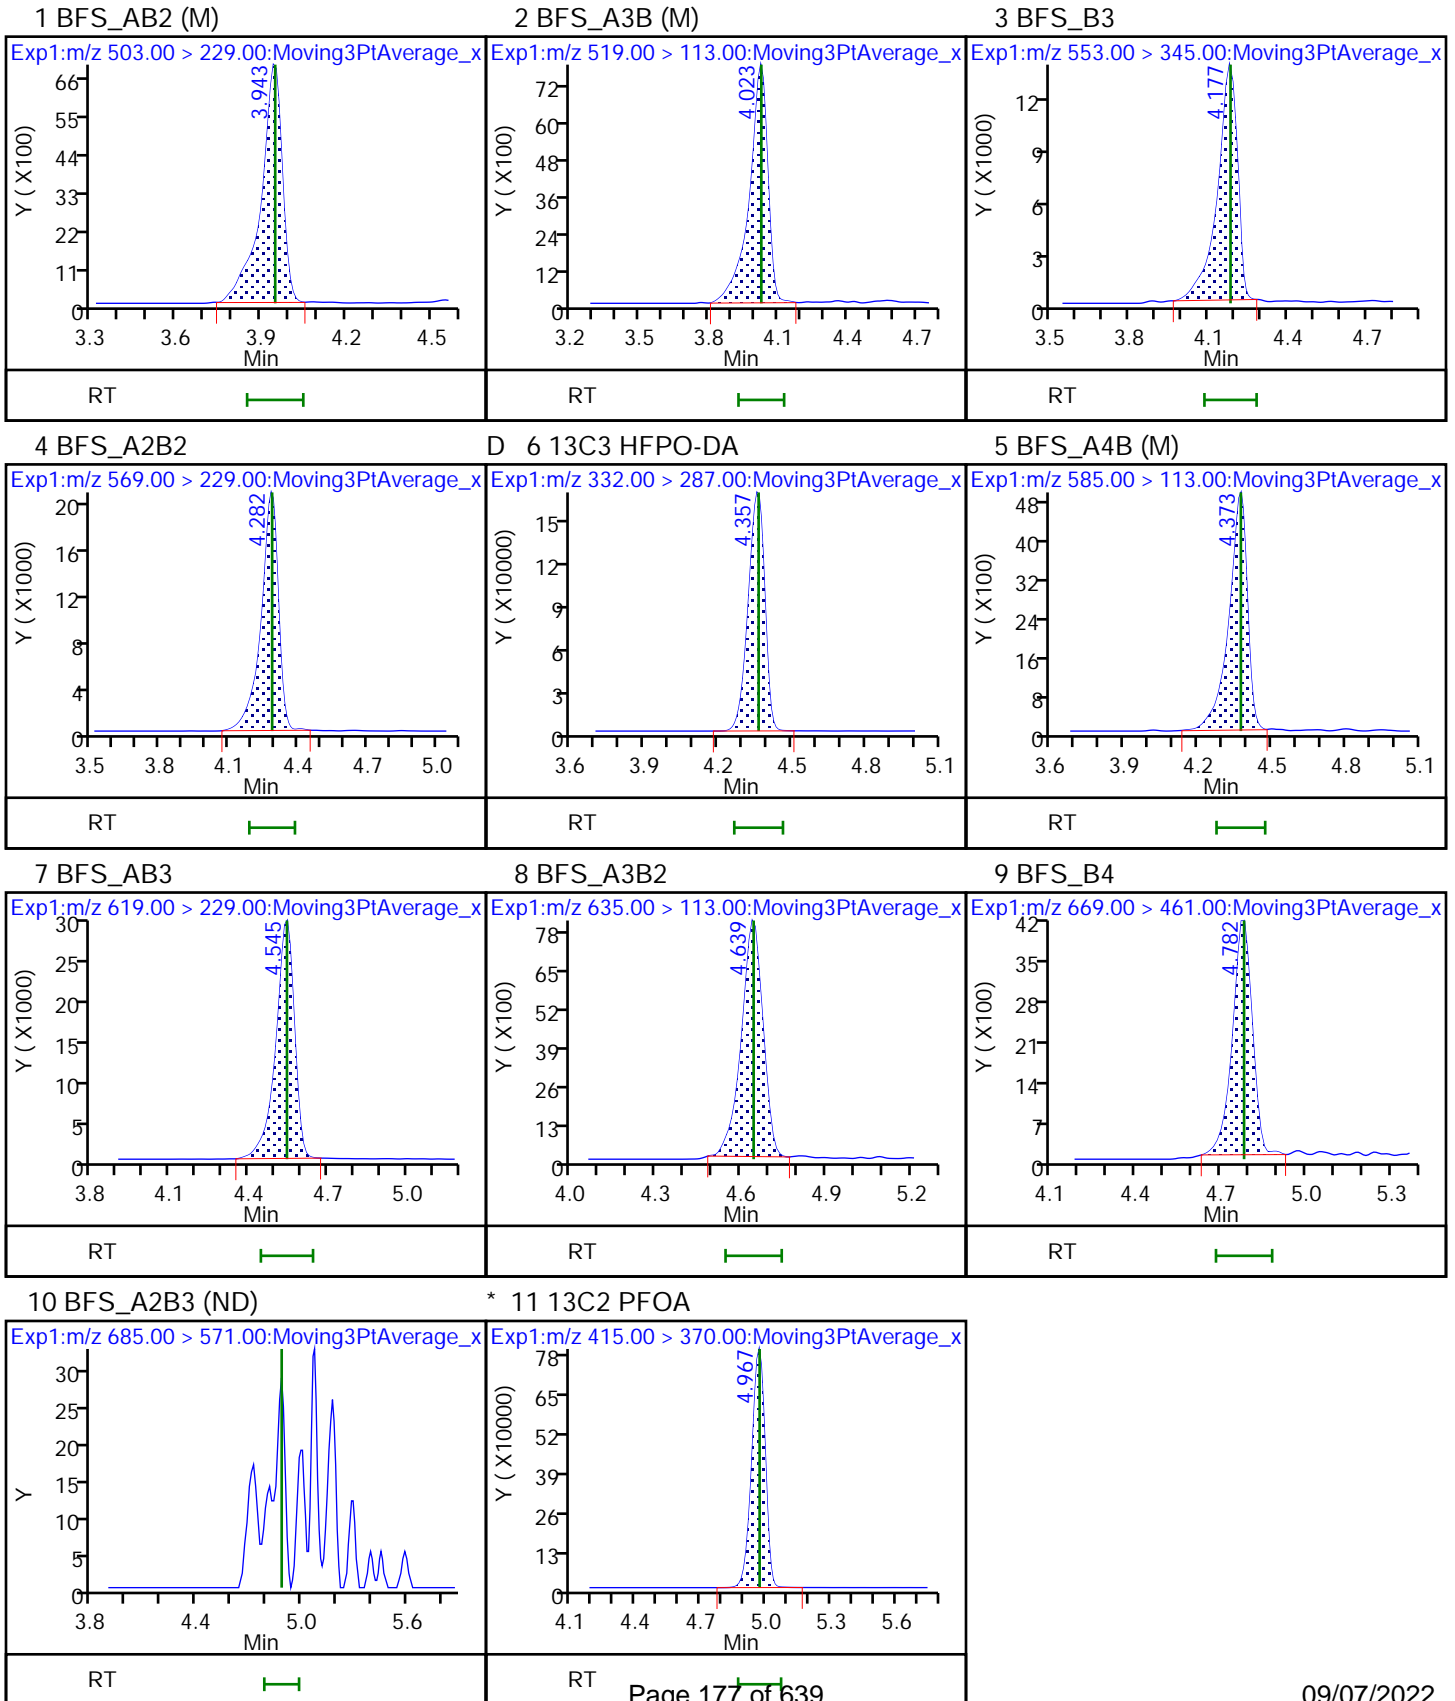 1 BFS_AB2 (M)
Exp1:m/z 503.00 > 229.00:Moving3PtAverage_x
3.943
Y ( X100)
66
55
44
33
22
11
0
3.3 3.6 3.9 4.2 4.5
Min
RT
2 BFS_A3B (M)
Exp1:m/z 519.00 > 113.00:Moving3PtAverage_x
4.023
Y ( X100)
72
60
48
36
24
12
0
3.2 3.5 3.8 4.1 4.4 4.7
Min
RT
3 BFS_B3
Exp1:m/z 553.00 > 345.00:Moving3PtAverage_x
4.177
Y ( X1000)
12
9
6
3
0
3.5 3.8 4.1 4.4 4.7
Min
RT
4 BFS_A2B2
Exp1:m/z 569.00 > 229.00:Moving3PtAverage_x
4.282
Y ( X1000)
20
16
12
8
4
0
3.5 3.8 4.1 4.4 4.7 5.0
Min
RT
D 6 13C3 HFPO-DA
Exp1:m/z 332.00 > 287.00:Moving3PtAverage_x
4.357
Y ( X10000)
15
12
9
6
3
0
3.6 3.9 4.2 4.5 4.8 5.1
Min
RT
5 BFS_A4B (M)
Exp1:m/z 585.00 > 113.00:Moving3PtAverage_x
4.373
Y ( X100)
48
40
32
24
16
8
0
3.6 3.9 4.2 4.5 4.8 5.1
Min
RT
7 BFS_AB3
Exp1:m/z 619.00 > 229.00:Moving3PtAverage_x
4.545
Y ( X1000)
30
25
20
15
10
5
0
3.8 4.1 4.4 4.7 5.0
Min
RT
8 BFS_A3B2
Exp1:m/z 635.00 > 113.00:Moving3PtAverage_x
4.639
Y ( X100)
78
65
52
39
26
13
0
4.0 4.3 4.6 4.9 5.2
Min
RT
9 BFS_B4
Exp1:m/z 669.00 > 461.00:Moving3PtAverage_x
4.782
Y ( X100)
42
35
28
21
14
7
0
4.1 4.4 4.7 5.0 5.3
Min
RT
10 BFS_A2B3 (ND)
Exp1:m/z 685.00 > 571.00:Moving3PtAverage_x
Y
30
25
20
15
10
5
0
3.8 4.4 5.0 5.6
Min
RT
* 11 13C2 PFOA
Exp1:m/z 415.00 > 370.00:Moving3PtAverage_x
4.967
Y ( X10000)
78
65
52
39
26
13
0
4.1 4.4 4.7 5.0 5.3 5.6
Min
RT
Page 177 of 639
09/07/2022